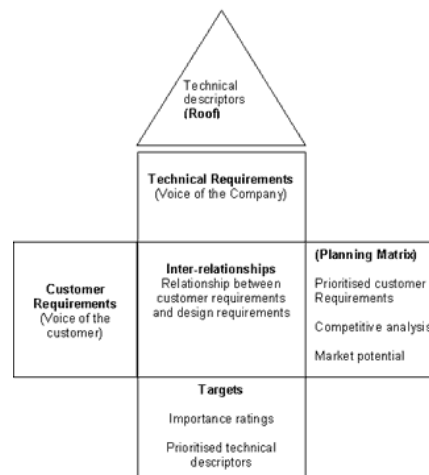 Technical
descriptors
(Roof)
Technical Requirements
(Voice of the Company)
Customer
Requirements
(Voice of the
customer)
Inter-relationships
Relationship between
customer requirements
and design requirements
(Planning Matrix)
Prioritised customer
Requirements
Competitive analysis
Market potential
Targets
Importance ratings
Prioritised technical
descriptors